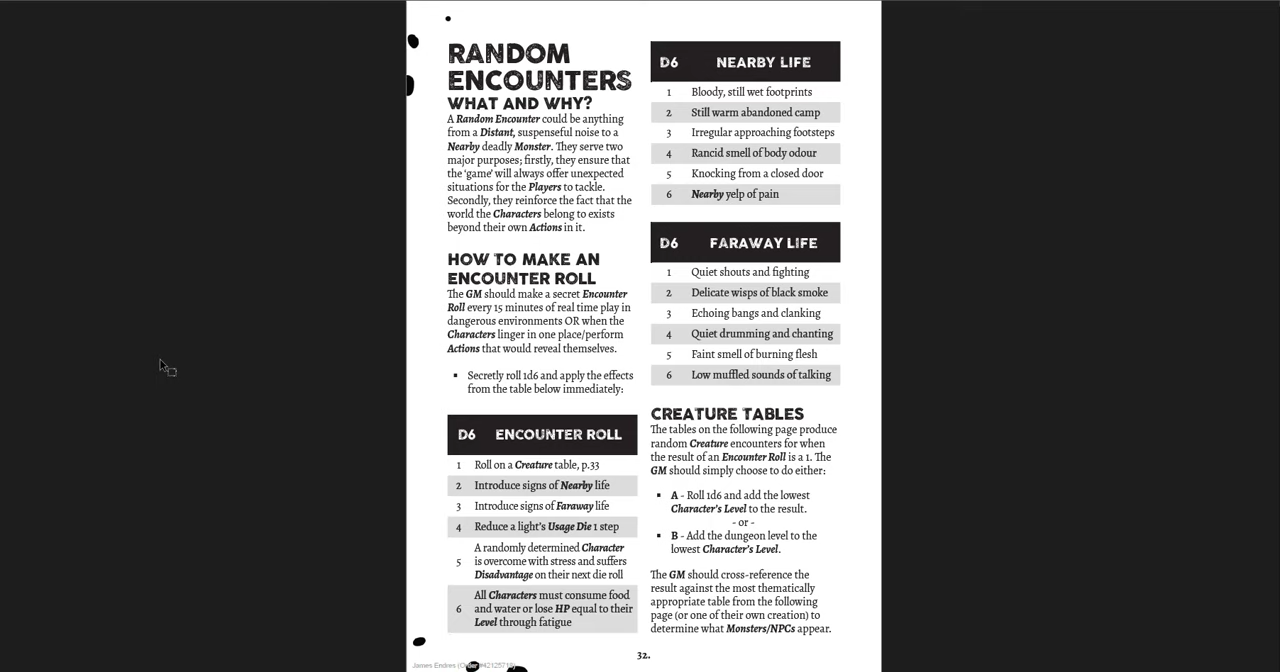 RANDOM
ENCOUNTERS
WHAT AND WHY?
A Random Encounter could be anything
from a Distant, suspenseful noise to a
Nearby deadly Monster. They serve two
major purposes; firstly, they ensure that
the 'game' will always offer unexpected
situations for the Players to tackle.
Secondly, they reinforce the fact that the
world the Characters belong to exists
beyond their own Actions in it.
HOW TO MAKE AN
ENCOUNTER ROLL
The GM should make a secret Encounter
Roll every 15 minutes of real time play in
dangerous environments OR when the
Characters linger in one place/perform
Actions that would reveal themselves.
▪ Secretly roll 1d6 and apply the effects
from the table below immediately:
D6 ENCOUNTER ROLL
1 Roll on a Creature table, p.33
2 Introduce signs of Nearby life
3 Introduce signs of Faraway life
4 Reduce a light's Usage Die 1 step
A randomly determined Character
5 is overcome with stress and suffers
Disadvantage on their next die roll
All Characters must consume food
6 and water or lose HP equal to their
Level through fatigue
D6 NEARBY LIFE
1 Bloody, still wet footprints
2 Still warm abandoned camp
3 Irregular approaching footsteps
4 Rancid smell of body odour
5 Knocking from a closed door
6 Nearby yelp of pain
D6 FARAWAY LIFE
1 Quiet shouts and fighting
2 Delicate wisps of black smoke
3 Echoing bangs and clanking
4 Quiet drumming and chanting
5 Faint smell of burning flesh
6 Low muffled sounds of talking
CREATURE TABLES
The tables on the following page produce
random Creature encounters for when
the result of an Encounter Roll is a 1. The
GM should simply choose to do either:
▪ A - Roll 1d6 and add the lowest
Character's Level to the result.
- or -
▪ B - Add the dungeon level to the
lowest Character's Level.
The GM should cross-reference the
result against the most thematically
appropriate table from the following
page (or one of their own creation) to
determine what Monsters/NPCs appear.
32.
James Endres (Order #42125719)